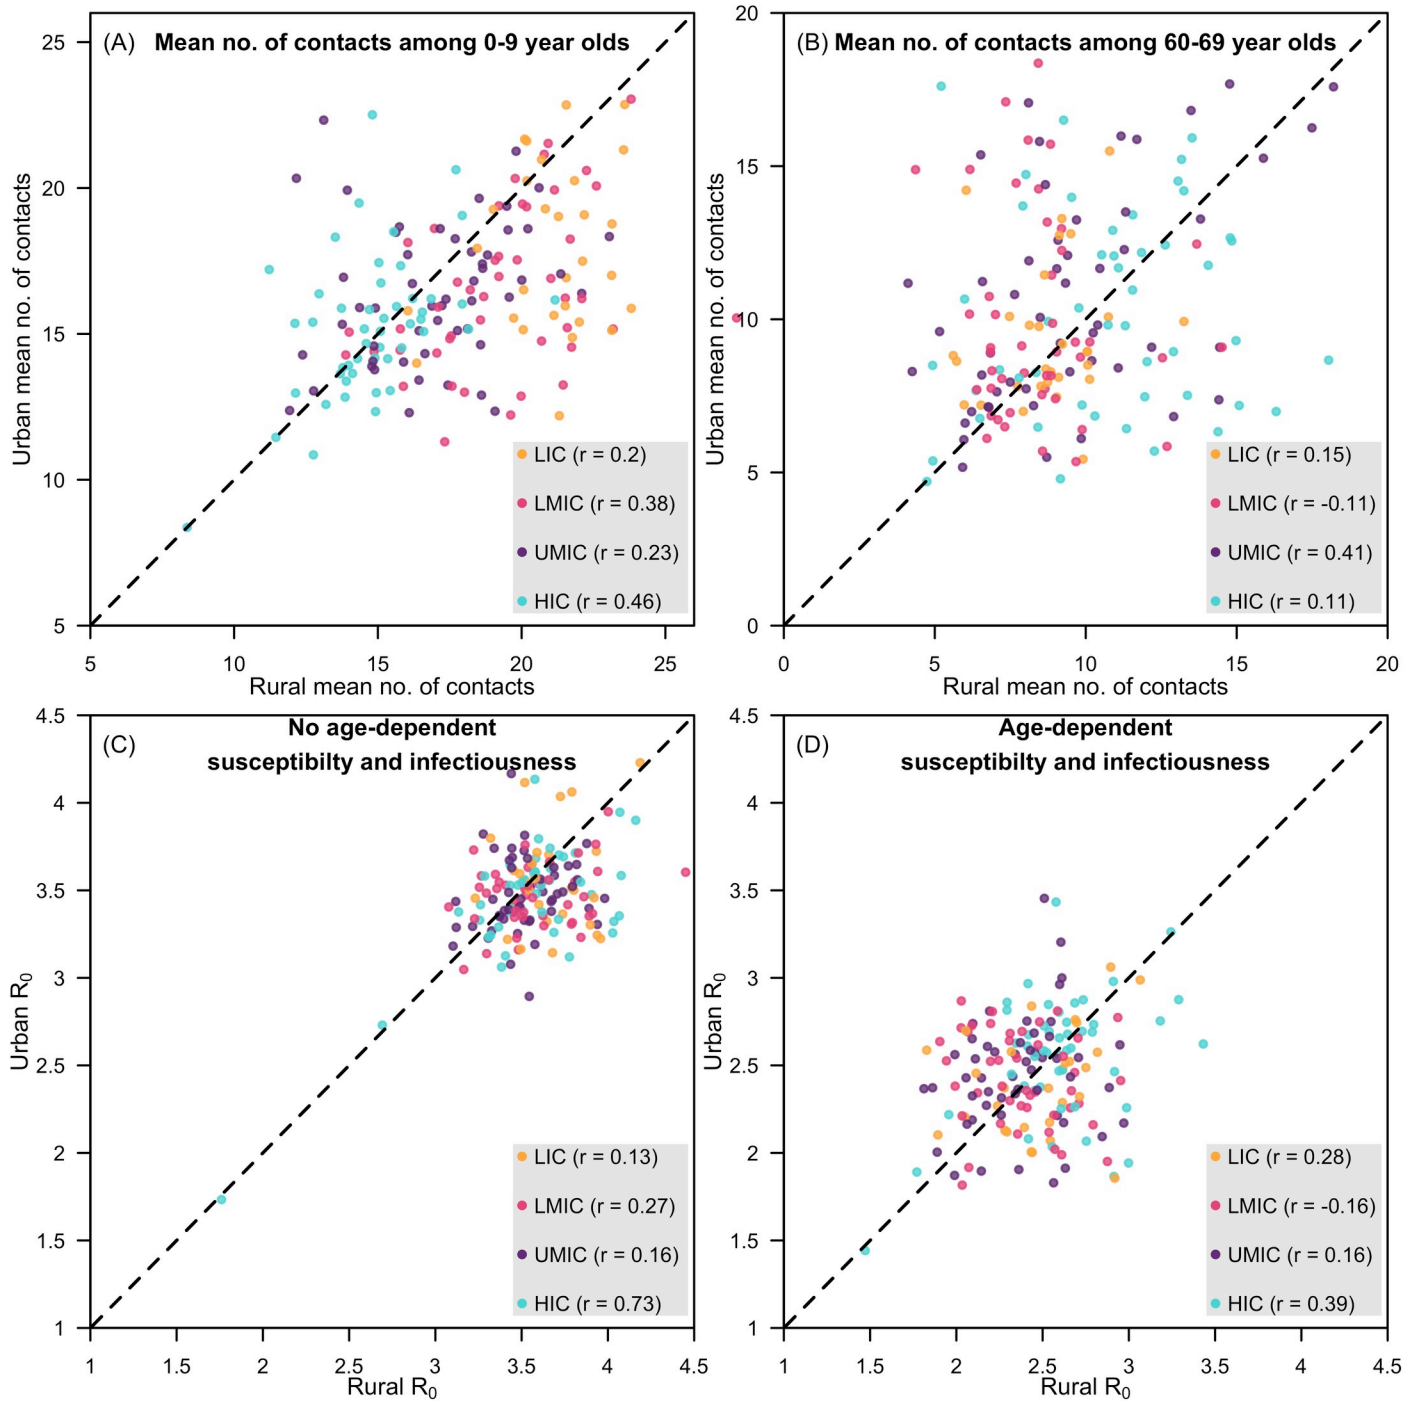 (A) Mean no. of contacts among 0-9 year olds
25
20
15
10
5
Urban mean no. of contacts
LIC (r = 0.2)
LMIC (r = 0.38)
UMIC (r = 0.23)
HIC (r = 0.46)
5 10 15 20 25
Rural mean no. of contacts
(B) Mean no. of contacts among 60-69 year olds
20
15
10
5
0
Urban mean no. of contacts
LIC (r = 0.15)
LMIC (r = -0.11)
UMIC (r = 0.41)
HIC (r = 0.11)
0 5 10 15 20
Rural mean no. of contacts
(C)
No age-dependent
susceptibilty and infectiousness
4.5
4
3.5
3
2.5
2
1.5
1
Urban R0
LIC (r = 0.13)
LMIC (r = 0.27)
UMIC (r = 0.16)
HIC (r = 0.73)
1 1.5 2 2.5 3 3.5 4 4.5
Rural R0
(D)
Age-dependent
susceptibilty and infectiousness
4.5
4
3.5
3
2.5
2
1.5
1
Urban R0
LIC (r = 0.28)
LMIC (r = -0.16)
UMIC (r = 0.16)
HIC (r = 0.39)
1 1.5 2 2.5 3 3.5 4 4.5
Rural R0